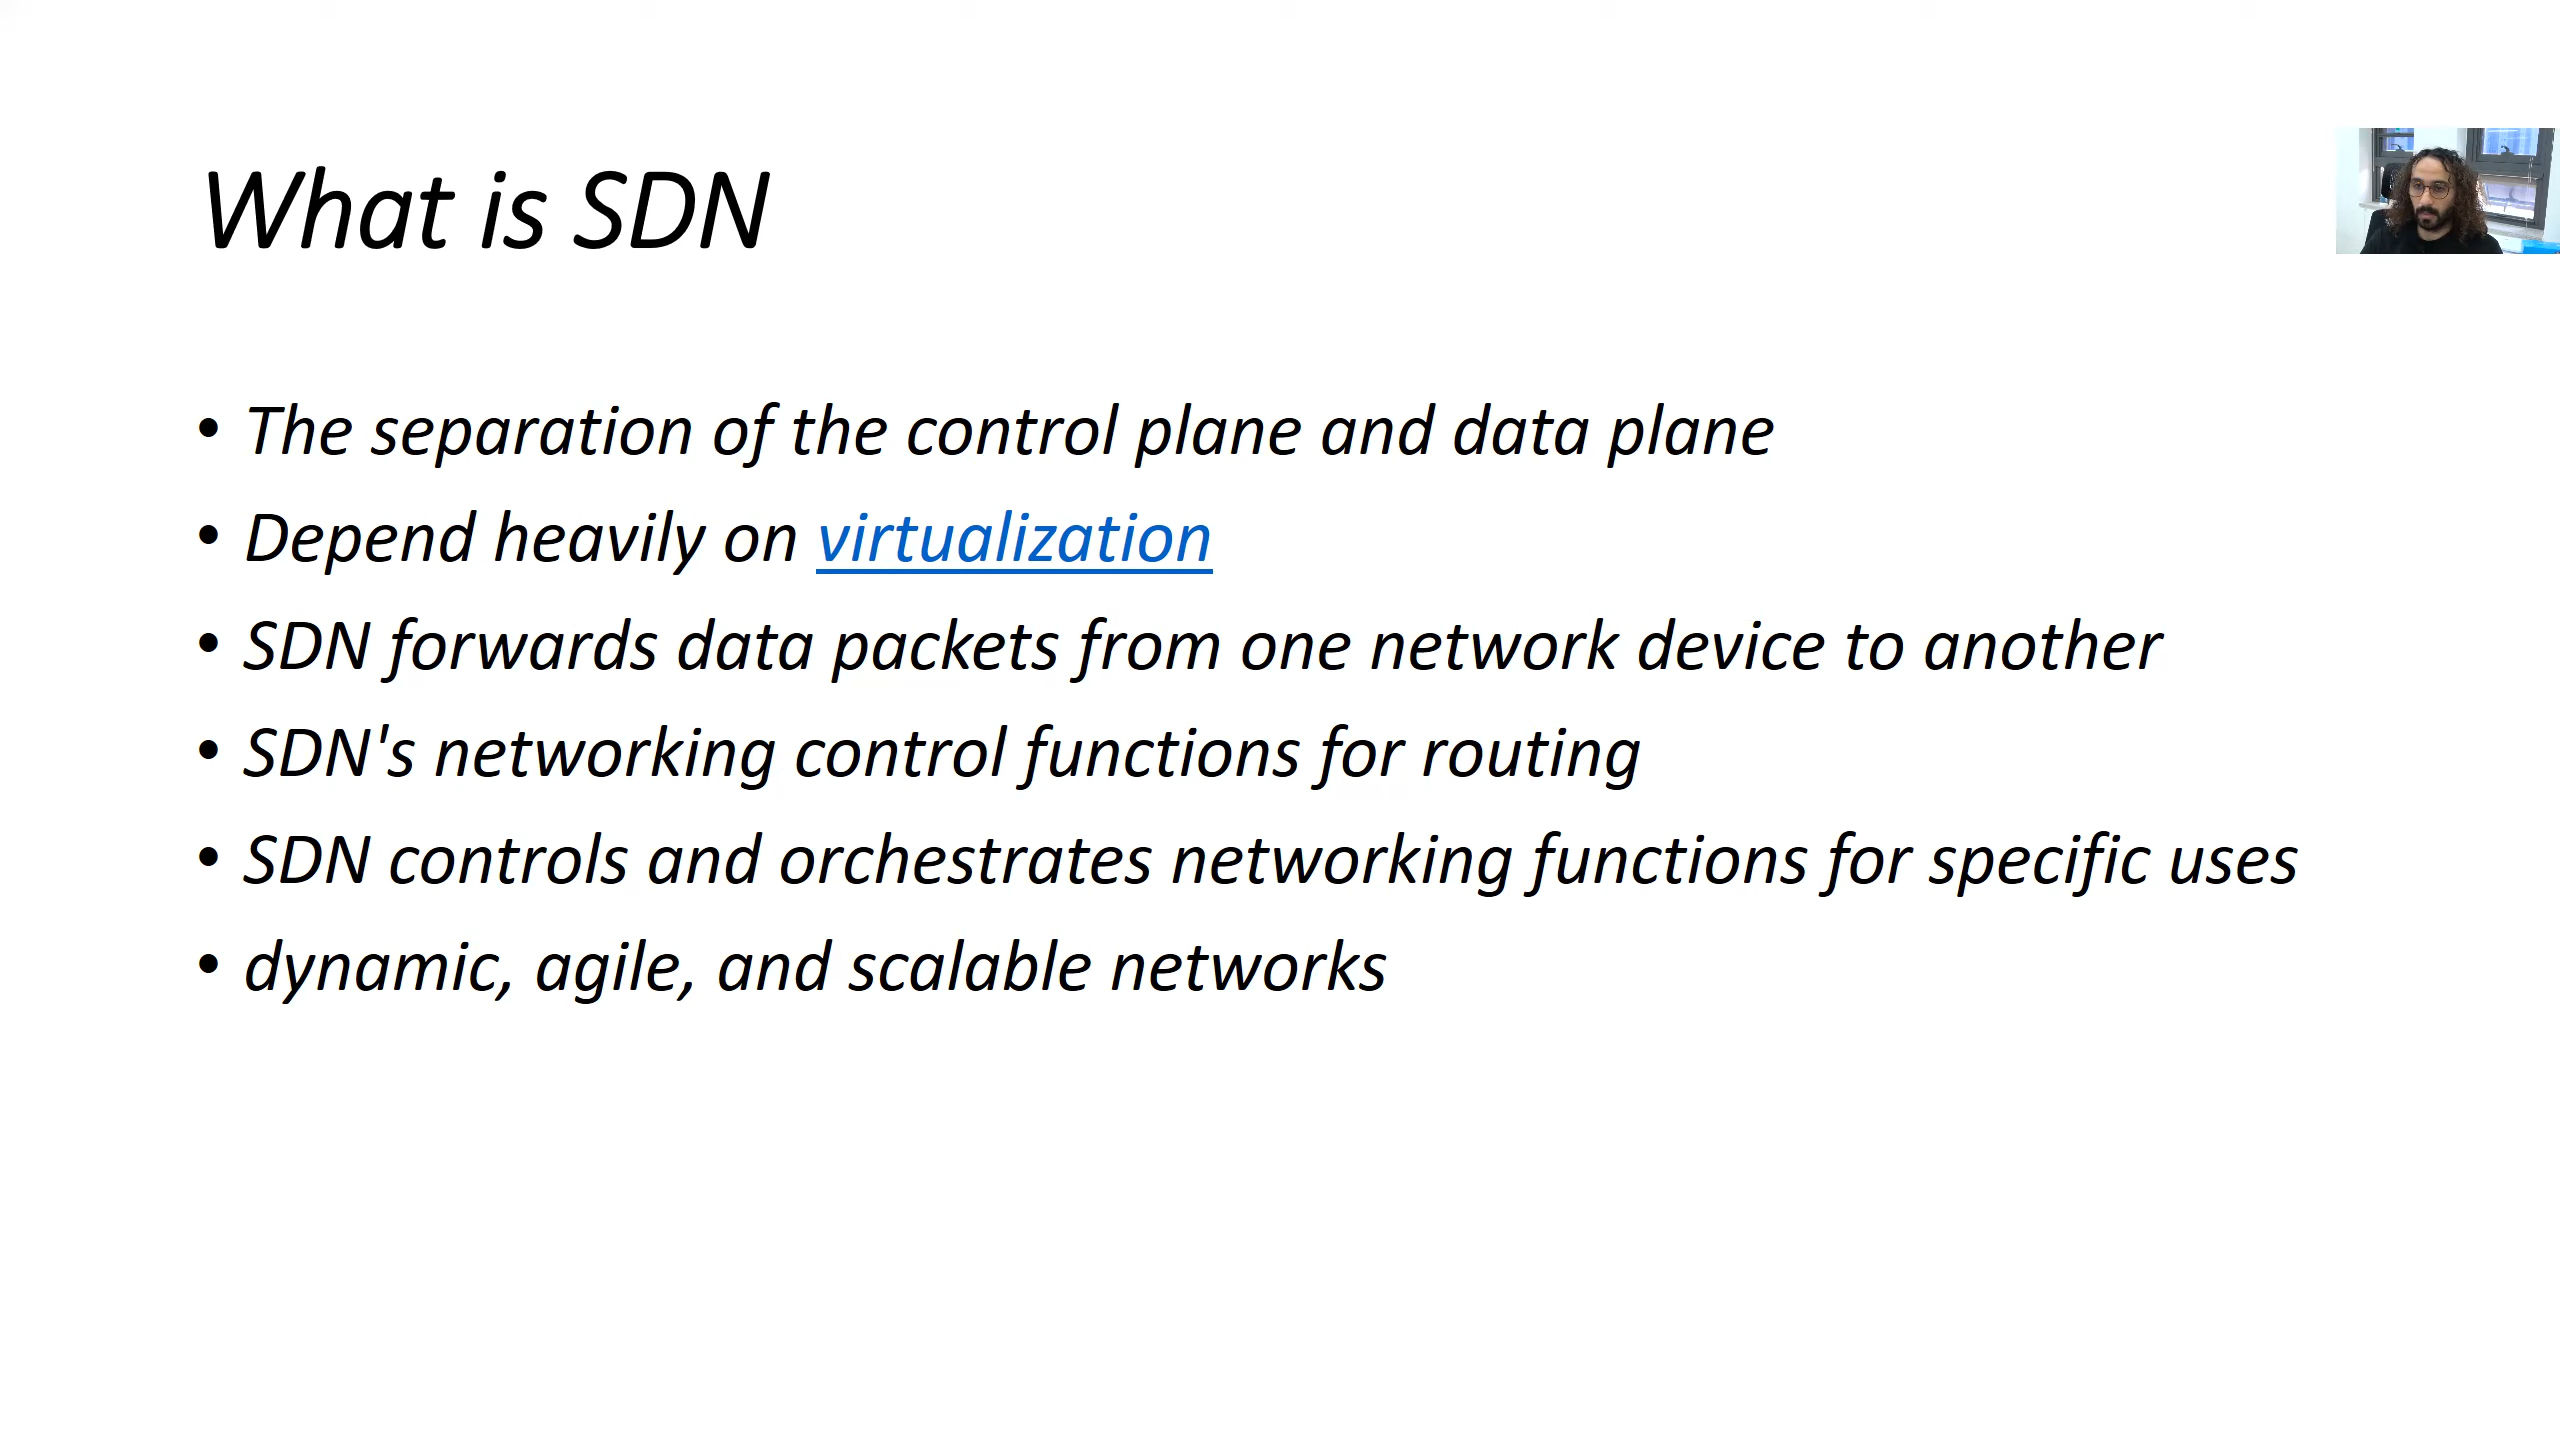 What is SDN
• The separation of the control plane and data plane
• Depend heavily on virtualization
• SDN forwards data packets from one network device to another
• SDN's networking control functions for routing
• SDN controls and orchestrates networking functions for specific uses
• dynamic, agile, and scalable networks